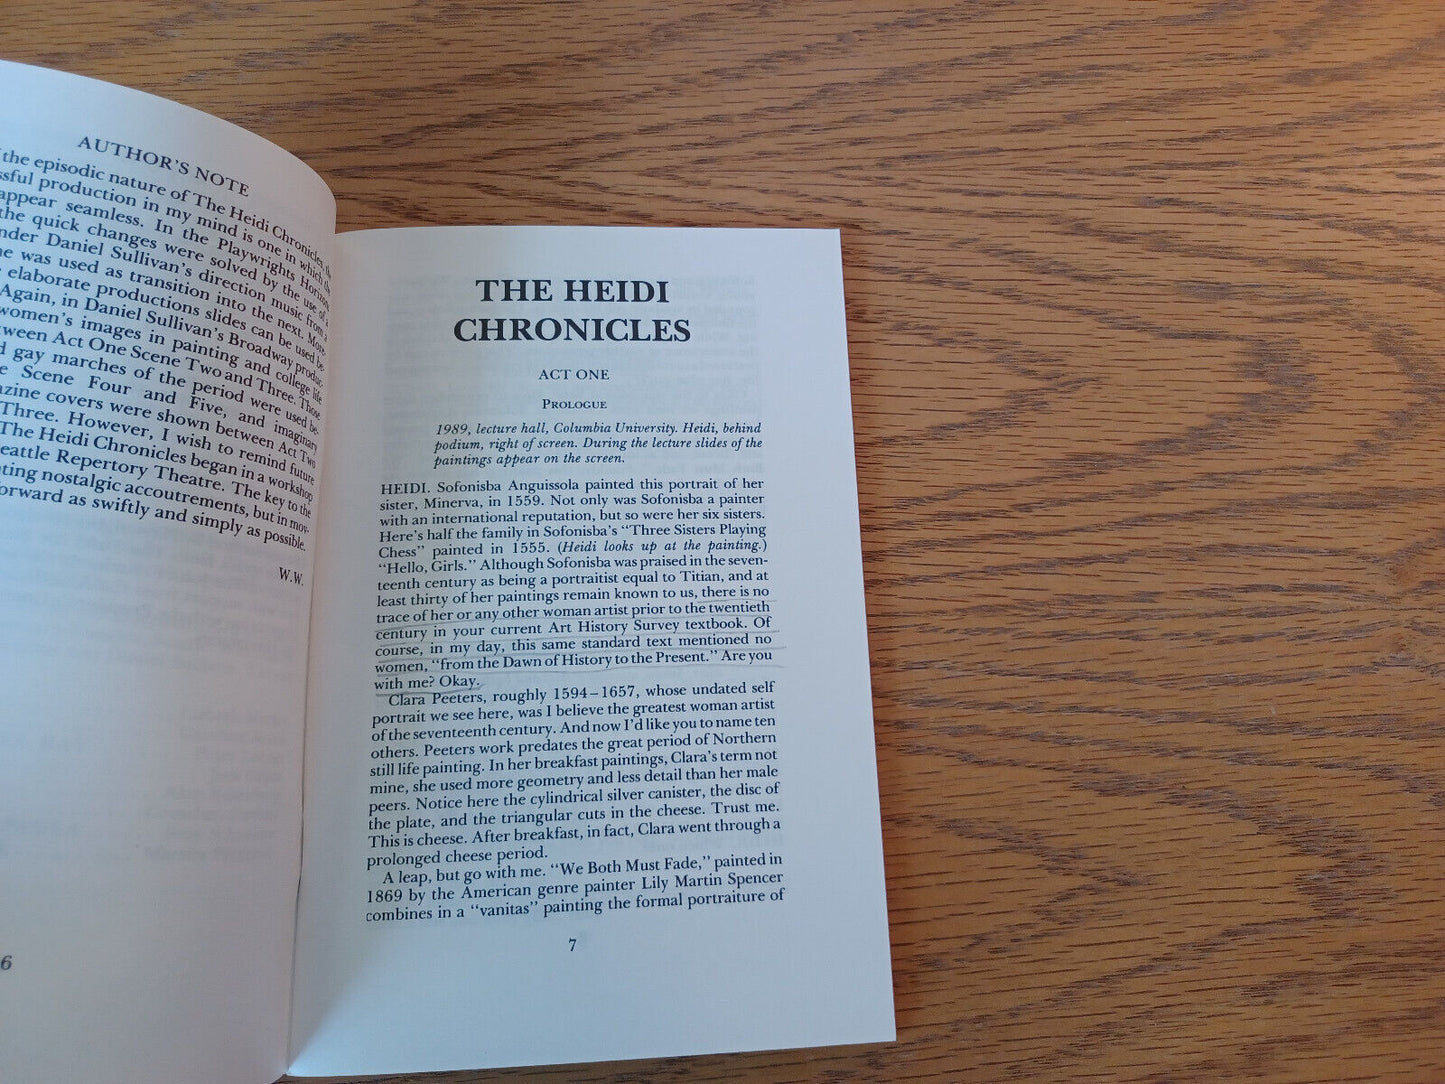 AUTHOR'S NOTE
the episodic nature of The Heidi Chronicles, the
ssful production in my mind is one in which the
appear seamless. In the Playwrights Horizons
the quick changes were solved by the use of a
nder Daniel Sullivan's direction music from a
ne was used as transition into the next. More
elaborate productions slides can be used be-
Again, in Daniel Sullivan's Broadway produc-
women's images in painting and college life
tween Act One Scene Two and Three. Those
d gay marches of the period were used be-
e Scene Four and Five, and imaginary
azine covers were shown between Act Two
Three. However, I wish to remind future
The Heidi Chronicles began in a workshop
eattle Repertory Theatre. The key to the
ating nostalgic accoutrements, but in mov-
orward as swiftly and simply as possible.
W.W.
6
THE HEIDI
CHRONICLES
ACT ONE
PROLOGUE
1989, lecture hall, Columbia University. Heidi, behind
podium, right of screen. During the lecture slides of the
paintings appear on the screen.
HEIDI. Sofonisba Anguissola painted this portrait of her
sister, Minerva, in 1559. Not only was Sofonisba a painter
with an international reputation, but so were her six sisters.
Here's half the family in Sofonisba's "Three Sisters Playing
Chess" painted in 1555. (Heidi looks up at the painting.)
"Hello, Girls." Although Sofonisba was praised in the seven-
teenth century as being a portraitist equal to Titian, and at
least thirty of her paintings remain known to us, there is no
trace of her or any other woman artist prior to the twentieth
century in your current Art History Survey textbook. Of
course, in my day, this same standard text mentioned no
women, "from the Dawn of History to the Present." Are you
with me? Okay.
Clara Peeters, roughly 1594–1657, whose undated self
portrait we see here, was I believe the greatest woman artist
of the seventeenth century. And now I'd like you to name ten
others. Peeters work predates the great period of Northern
still life painting. In her breakfast paintings, Clara's term not
mine, she used more geometry and less detail than her male
peers. Notice here the cylindrical silver canister, the disc of
the plate, and the triangular cuts in the cheese. Trust me.
This is cheese. After breakfast, in fact, Clara went through a
prolonged cheese period.
A leap, but go with me. "We Both Must Fade," painted in
1869 by the American genre painter Lily Martin Spencer
combines in a "vanitas" painting the formal portraiture of
7